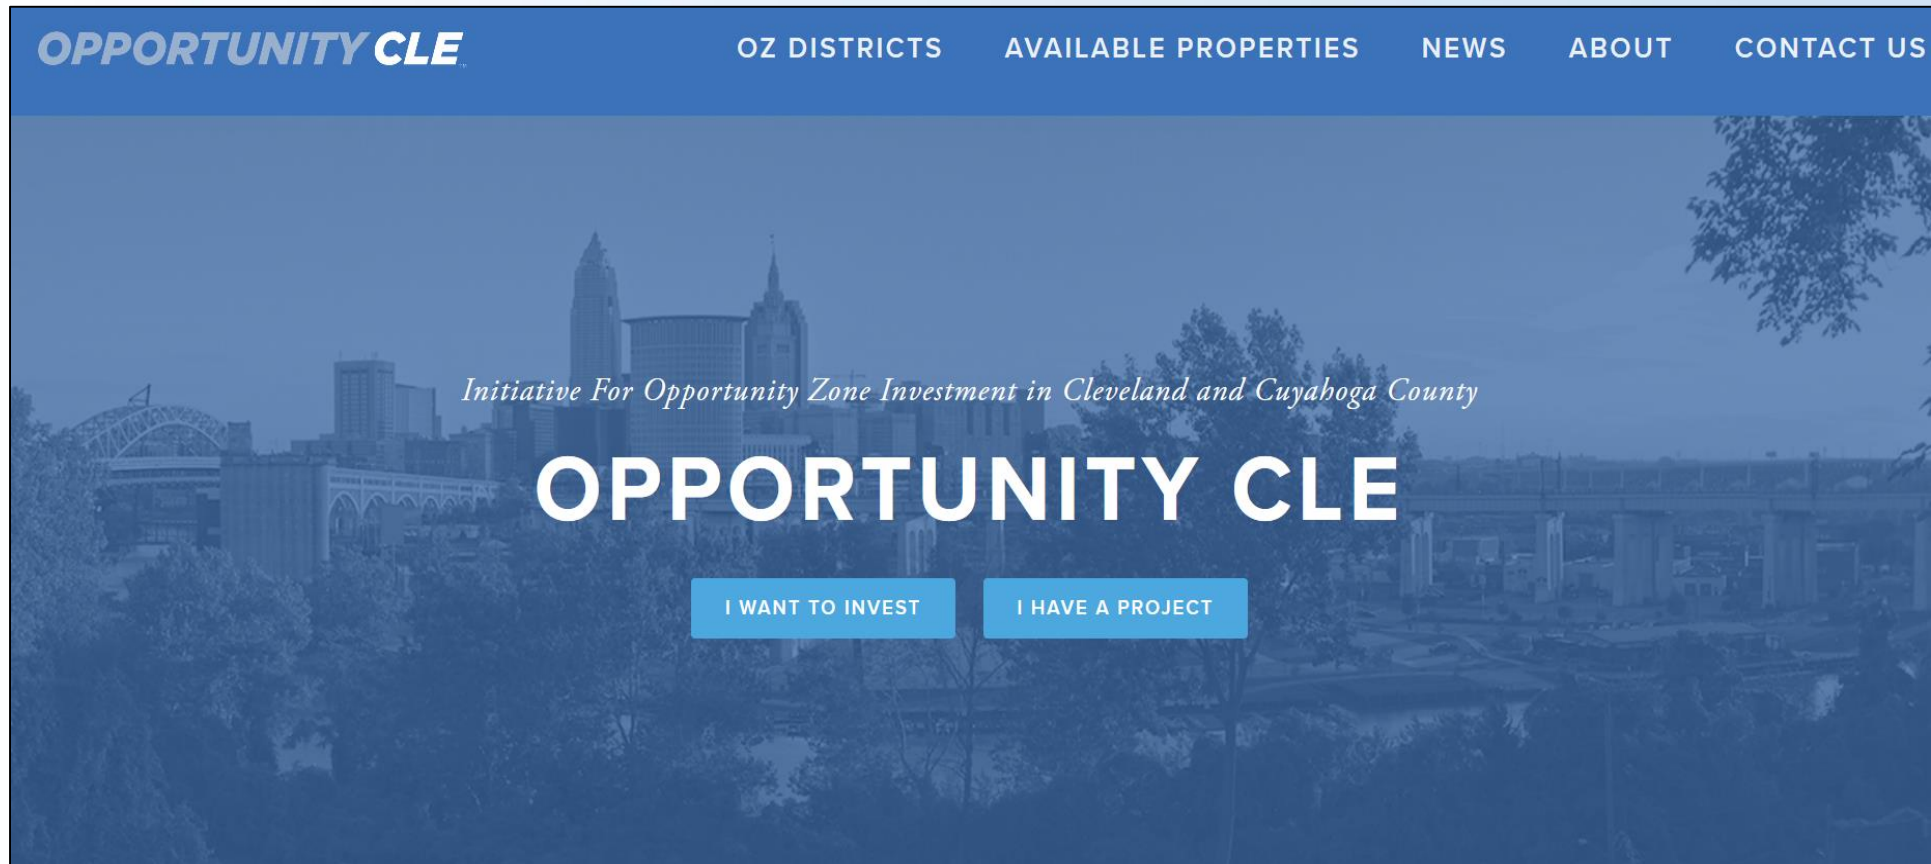 OPPORTUNITY CLE
OZ DISTRICTS
AVAILABLE PROPERTIES
NEWS
ABOUT
CONTACT US
Initiative For Opportunity Zone Investment in Cleveland and Cuyahoga County
OPPORTUNITY CLE
I WANT TO INVEST
I HAVE A PROJECT